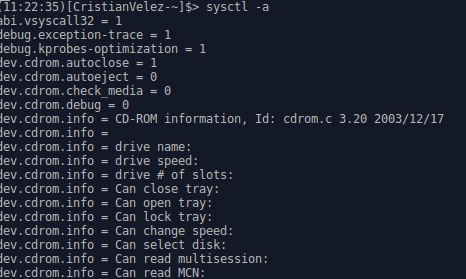 (11:22:35)[CristianVelez-~]$> sysctl -a
abi.vsyscall32 = 1
debug.exception-trace = 1
debug.kprobes-optimization = 1
dev.cdrom.autoclose = 1
dev.cdrom.autoeject = 0
dev.cdrom.check_media = 0
dev.cdrom.debug = 0
dev.cdrom.info = CD-ROM information, Id: cdrom.c 3.20 2003/12/17
dev.cdrom.info =
dev.cdrom.info = drive name:
dev.cdrom.info = drive speed:
dev.cdrom.info = drive # of slots:
dev.cdrom.info = Can close tray:
dev.cdrom.info = Can open tray:
dev.cdrom.info = Can lock tray:
dev.cdrom.info = Can change speed:
dev.cdrom.info = Can select disk:
dev.cdrom.info = Can read multisession:
dev.cdrom.info = Can read MCN: